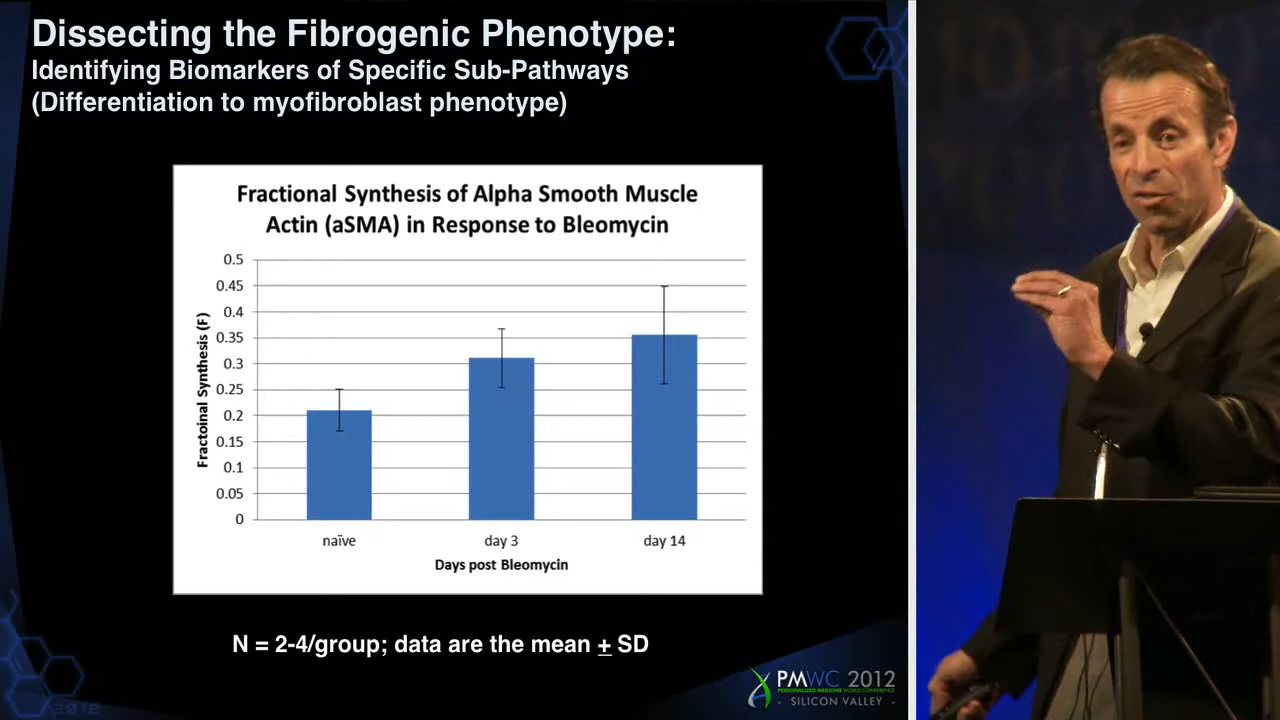 Dissecting the Fibrogenic Phenotype:
Identifying Biomarkers of Specific Sub-Pathways
(Differentiation to myofibroblast phenotype)
Fractional Synthesis of Alpha Smooth Muscle
Actin (aSMA) in Response to Bleomycin
Fractoinal Synthesis (F)
0.5
0.45
0.4
0.35
0.3
0.25
0.2
0.15
0.1
0.05
0
naïve day 3 day 14
Days post Bleomycin
N = 2-4/group; data are the mean ± SD
PMWC 2012
PERSONALIZED MEDICINE WORLD CONFERENCE
- SILICON VALLEY -
2012